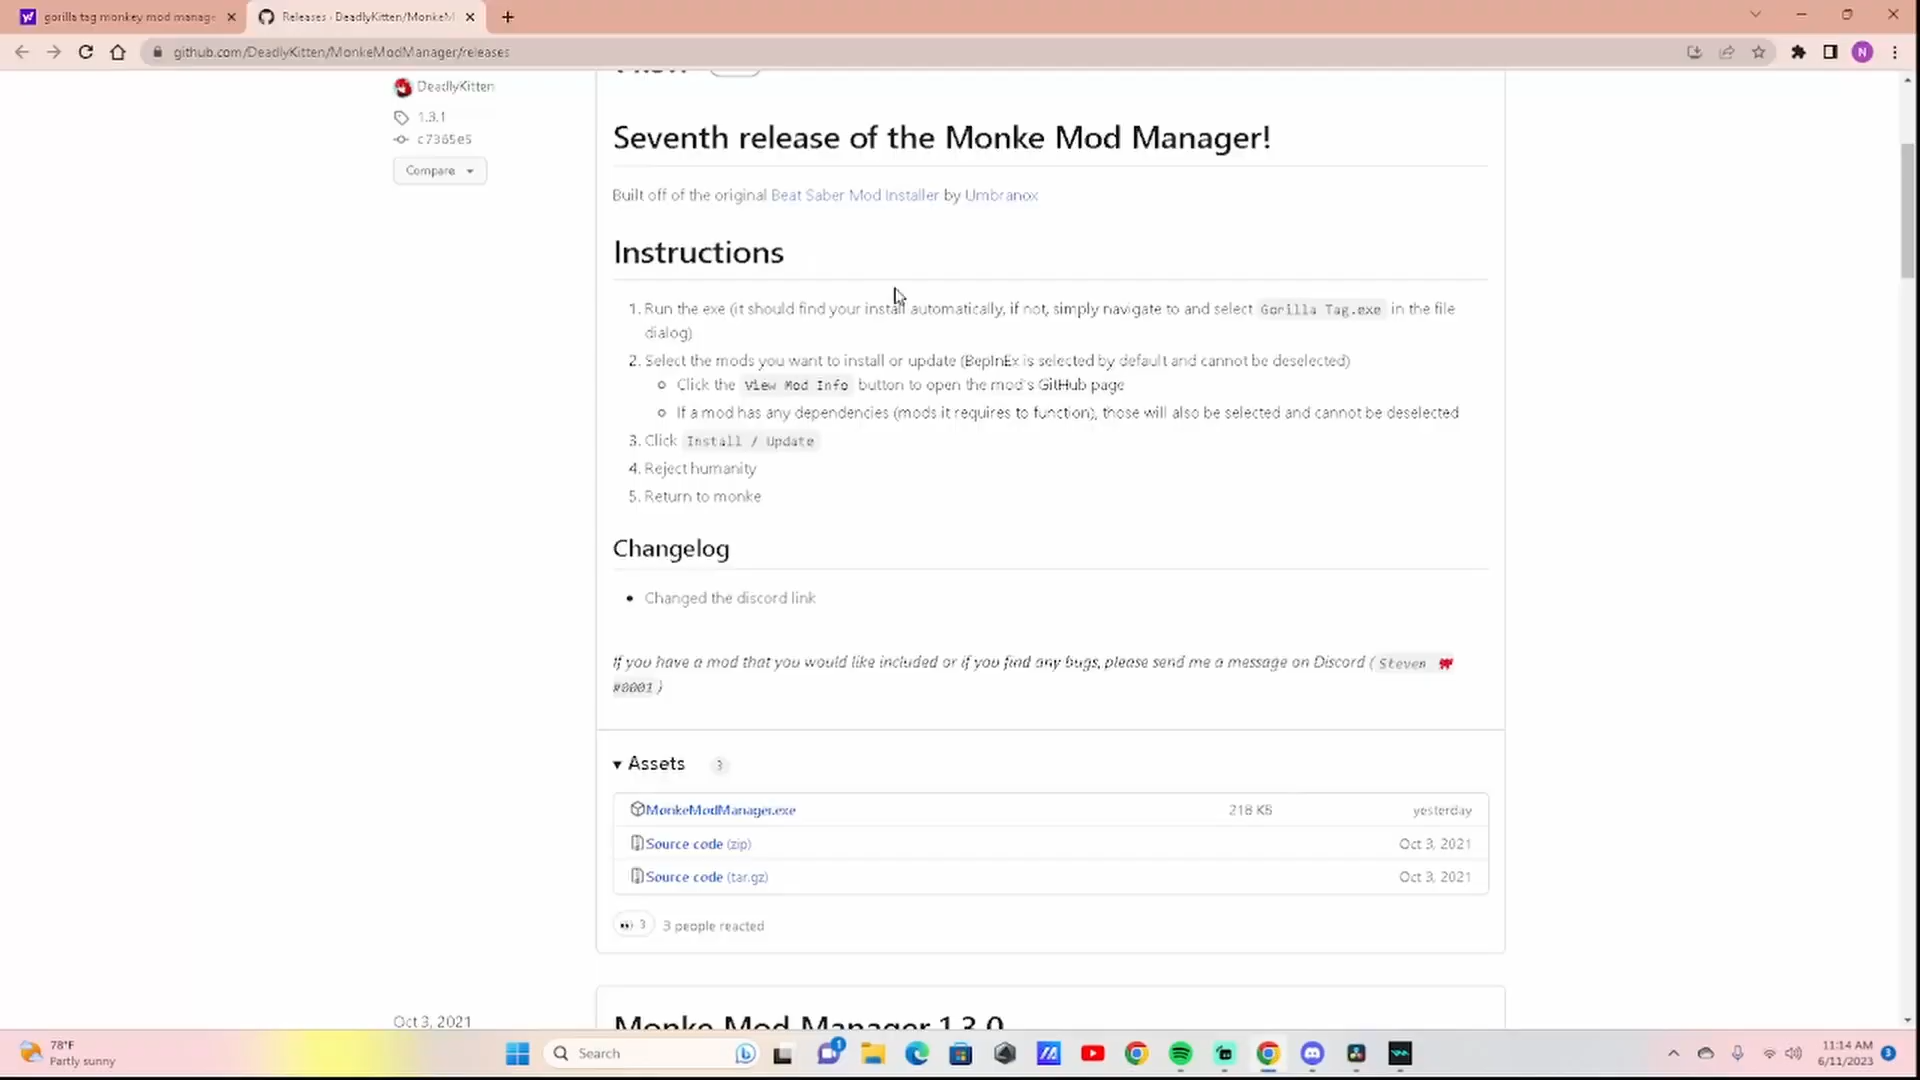 gorilla tag monkey mod manage
Releases · DeadlyKitten/MonkeM
github.com/DeadlyKitten/MonkeModManager/releases
N
DeadlyKitten
1.3.1
c7365e5
Compare
Seventh release of the Monke Mod Manager!
Built off of the original Beat Saber Mod Installer by Umbranox
Instructions
1. Run the exe (it should find your install automatically, if not, simply navigate to and select Gorilla Tag.exe in the file
dialog)
2. Select the mods you want to install or update (BepInEx is selected by default and cannot be deselected)
Click the View Mod Info button to open the mod's GitHub page
If a mod has any dependencies (mods it requires to function), those will also be selected and cannot be deselected
3. Click Install / Update
4. Reject humanity
5. Return to monke
Changelog
Changed the discord link
If you have a mod that you would like included or if you find any bugs, please send me a message on Discord ( Steven
#0001 )
Assets 3
MonkeModManager.exe 218 KB yesterday
Source code (zip) Oct 3, 2021
Source code (tar.gz) Oct 3, 2021
3 3 people reacted
Oct 3, 2021
Monke Mod Manager 1.3.0
78°F
Partly sunny
Search
1
11:14 AM
6/11/2023
3